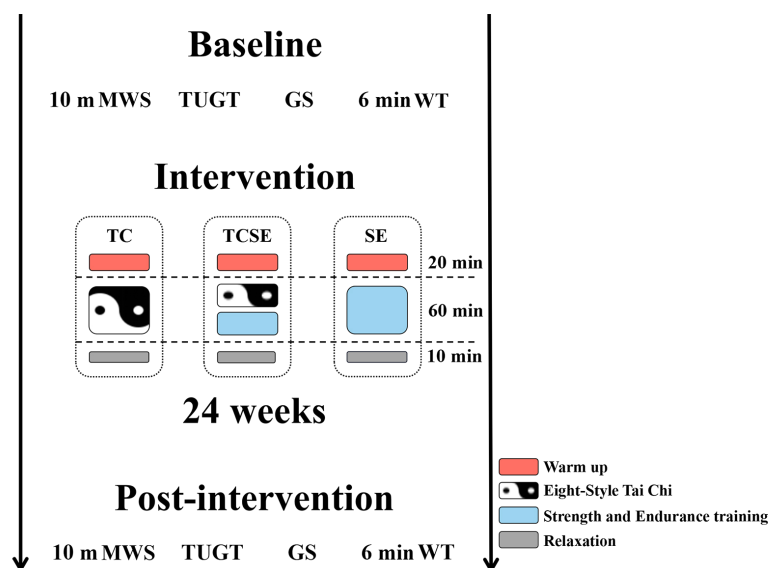 Baseline
10 m MWS TUGT GS 6 min WT
Intervention
TC TCSE SE
20 min
60 min
10 min
24 weeks
Warm up
Eight-Style Tai Chi
Strength and Endurance training
Relaxation
Post-intervention
10 m MWS TUGT GS 6 min WT